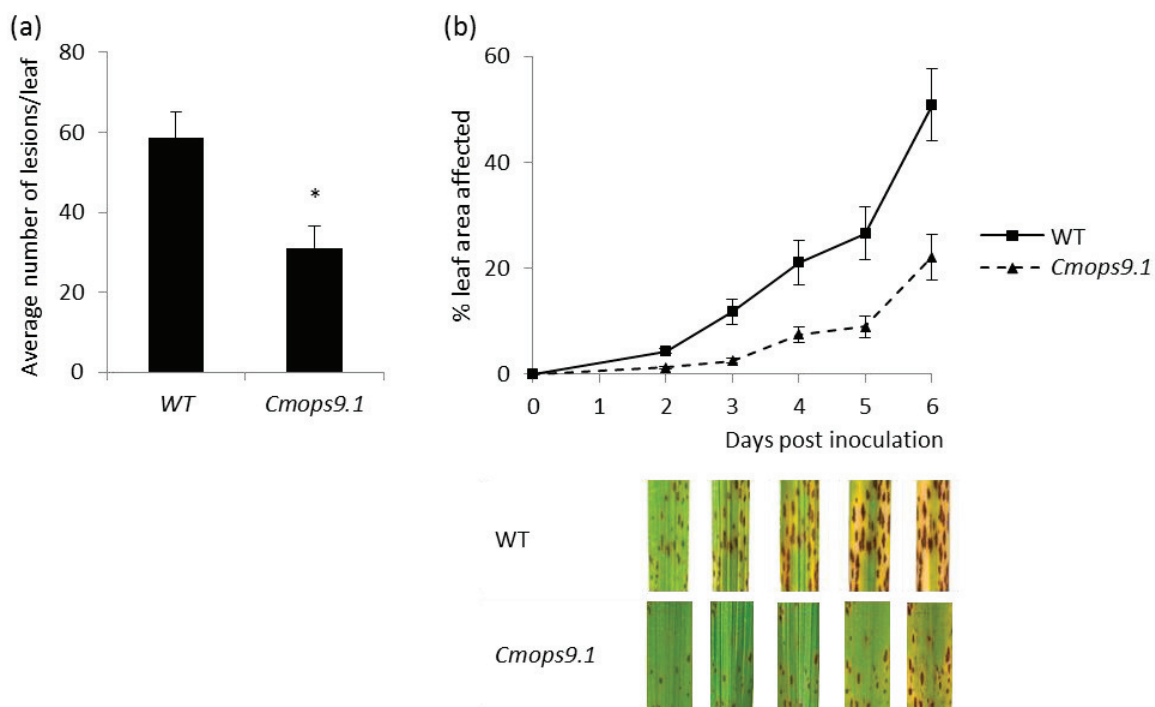 (a)
Average number of lesions/leaf
80
60
40
20
0
*
WT
Cmops9.1
(b)
% leaf area affected
60
40
20
0
0 1 2 3 4 5 6
Days post inoculation
WT
Cmops9.1
WT
Cmops9.1